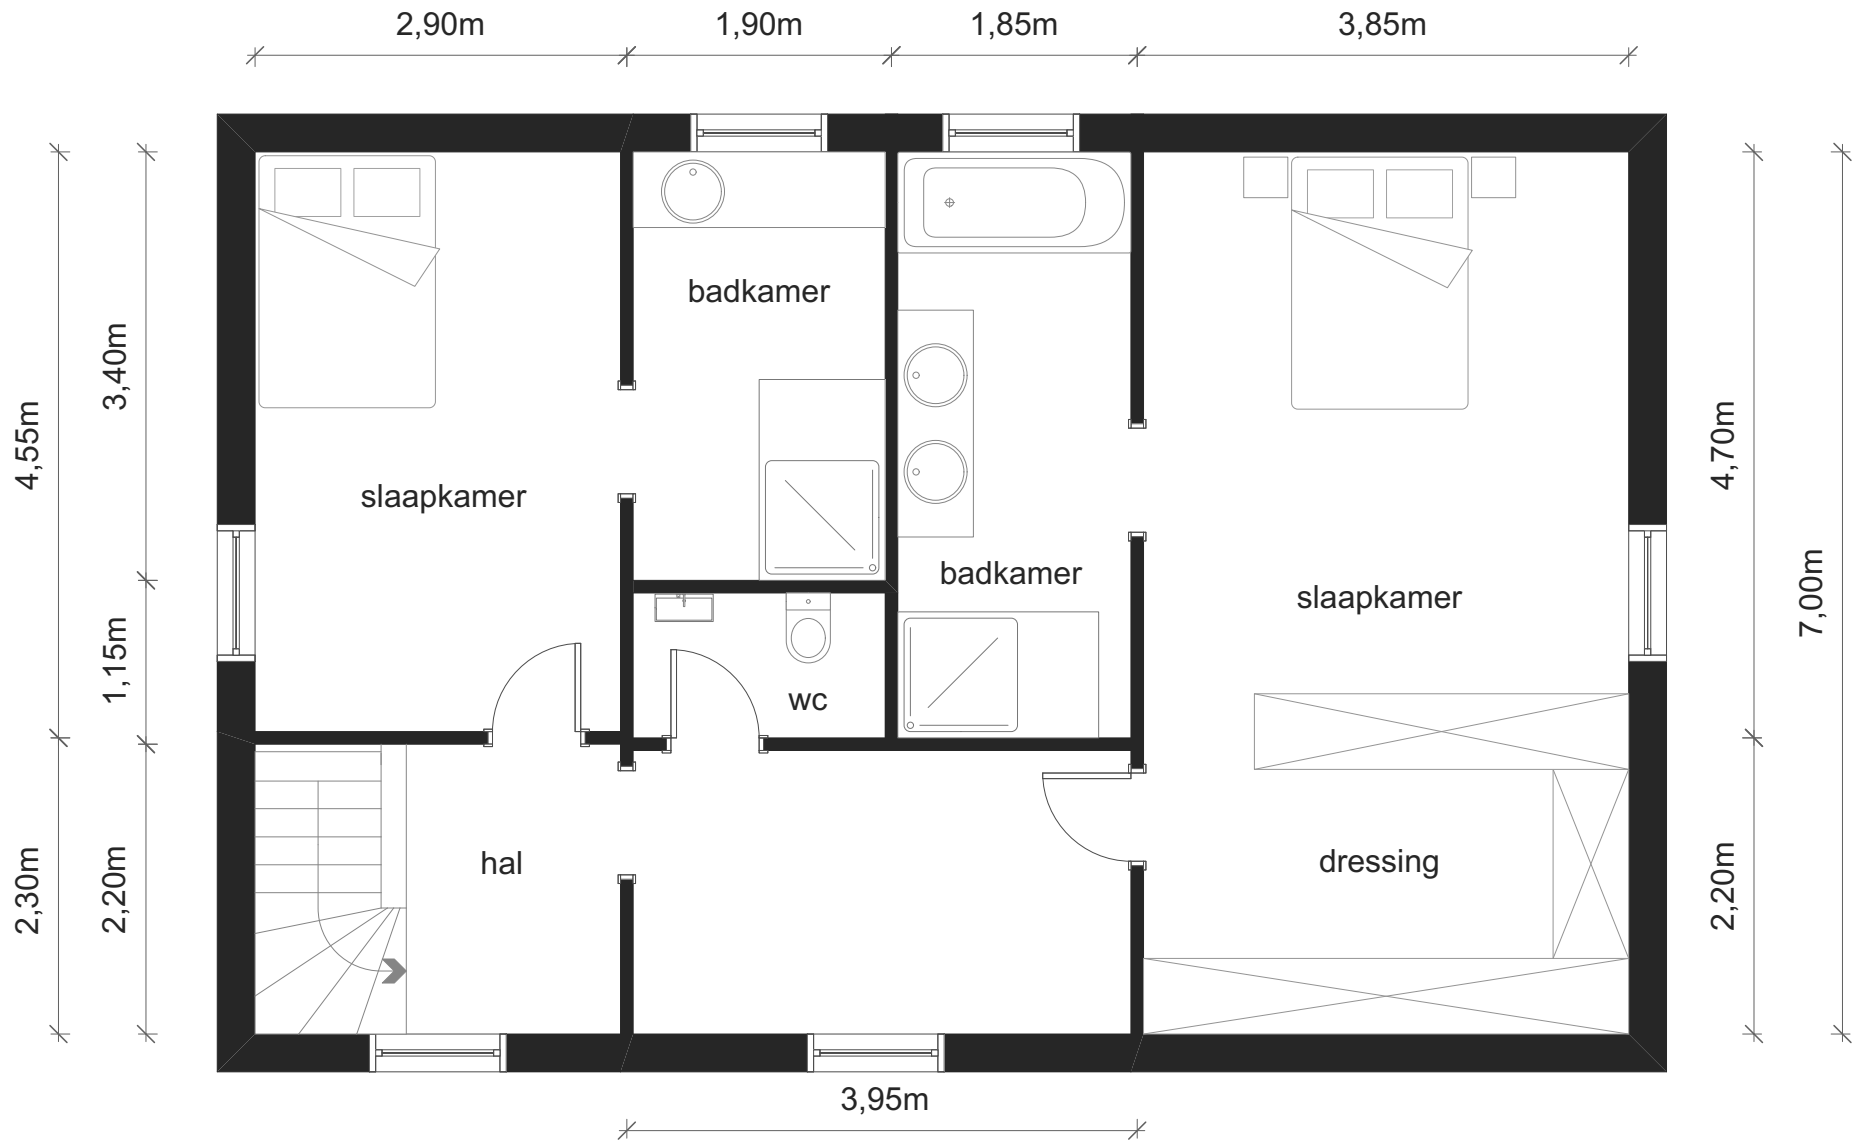 2,90m
1,90m
1,85m
3,85m
badkamer
3,40m
4,55m
4,70m
slaapkamer
badkamer
slaapkamer
7,00m
1,15m
wc
hal
dressing
2,30m
2,20m
2,20m
3,95m